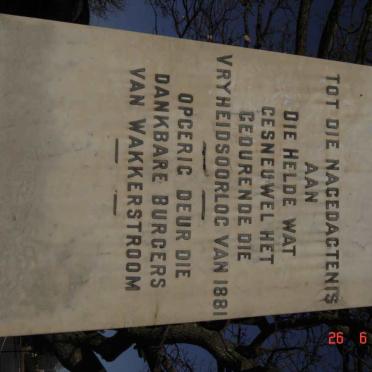 TOT DIE NAGEDAGTENIS
AAN
DIE HELDE WAT
GESNEUWEL HET
GEDURENDE DIE
VRYHEIDSOORLOG VAN 1881
OPGERIG DEUR DIE
DANKBARE BURGERS
VAN WAKKERSTROOM
26 6